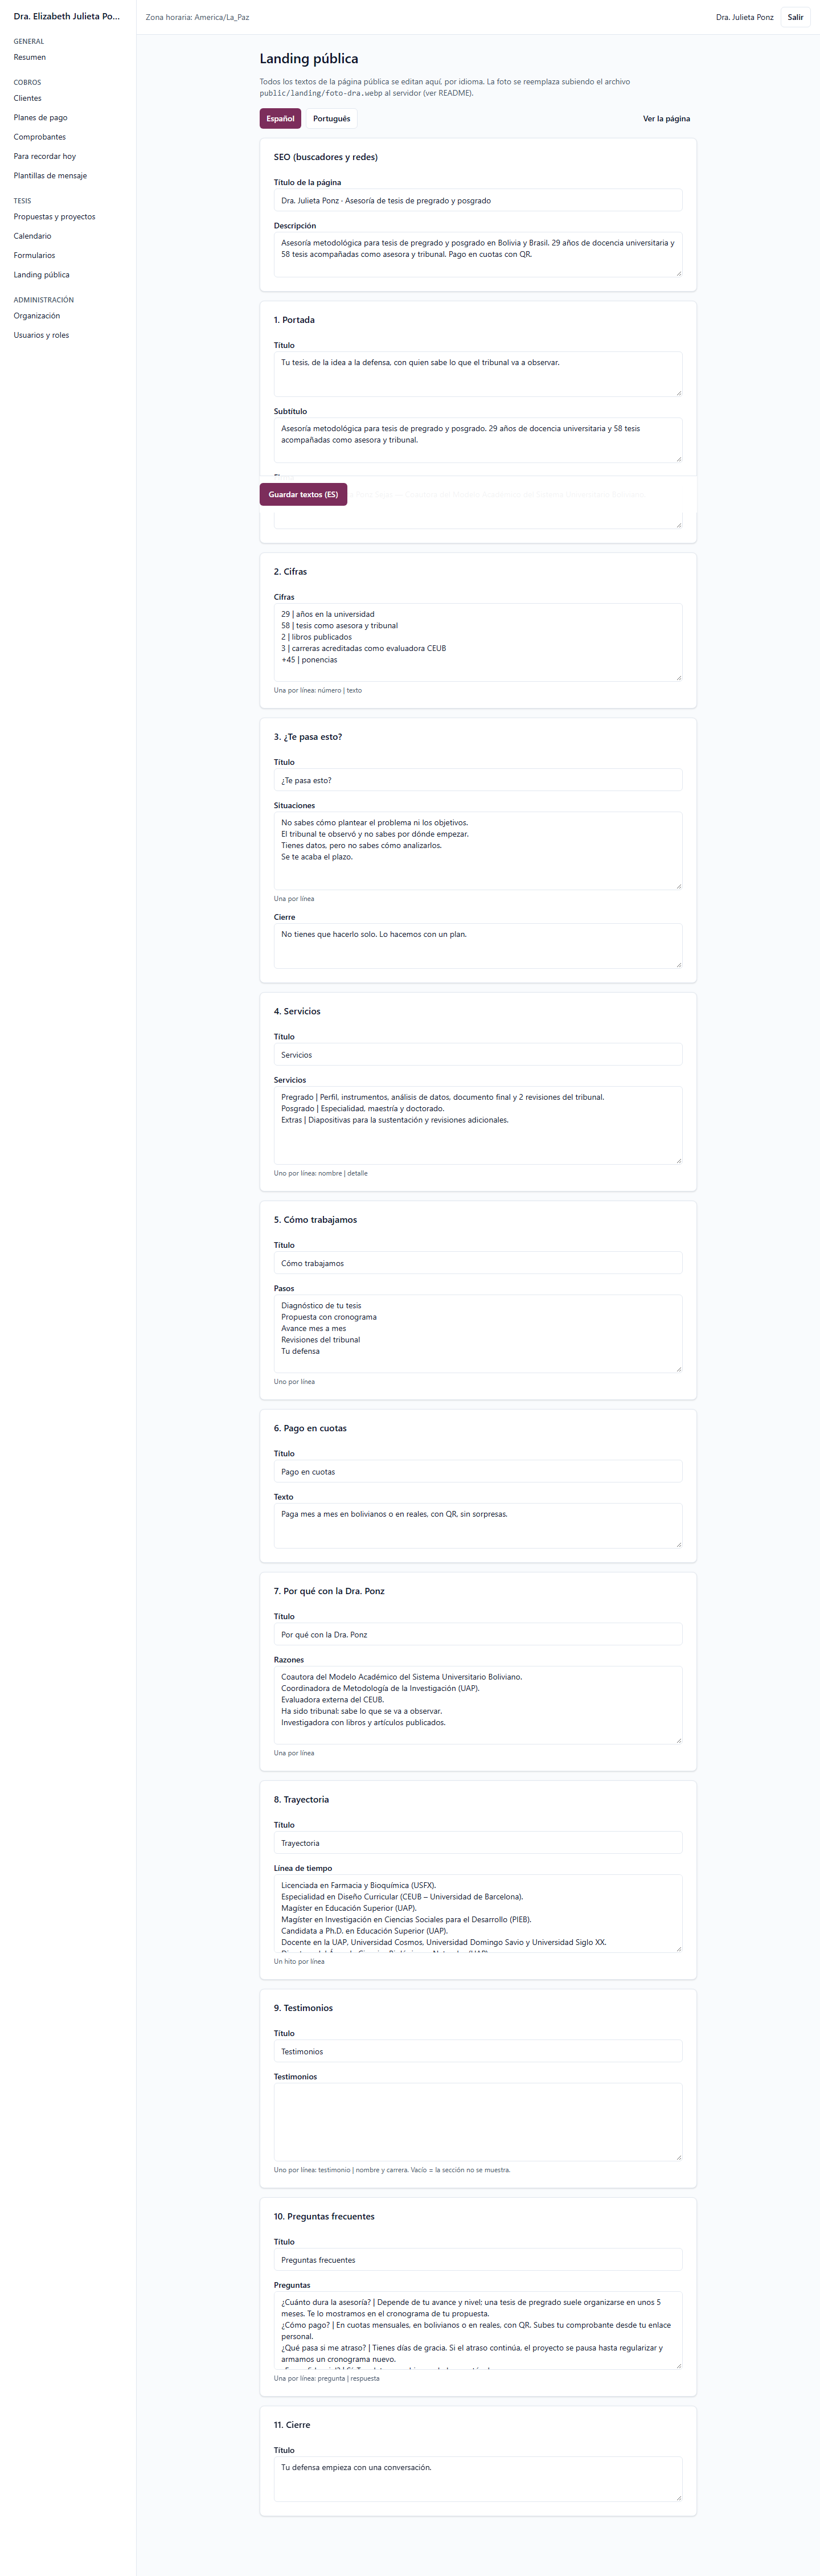 Dra. Elizabeth Julieta Po...
GENERAL
Resumen
COBROS
Clientes
Planes de pago
Comprobantes
Para recordar hoy
Plantillas de mensaje
TESIS
Propuestas y proyectos
Calendario
Formularios
Landing pública
ADMINISTRACIÓN
Organización
Usuarios y roles
Zona horaria: America/La_Paz
Dra. Julieta Ponz
Salir
Landing pública
Todos los textos de la página pública se editan aquí, por idioma. La foto se reemplaza subiendo el archivo
public/landing/foto-dra.webp al servidor (ver README).
Español
Portugués
Ver la página
SEO (buscadores y redes)
Título de la página
Dra. Julieta Ponz · Asesoría de tesis de pregrado y posgrado
Descripción
Asesoría metodológica para tesis de pregrado y posgrado en Bolivia y Brasil. 29 años de docencia universitaria y
58 tesis acompañadas como asesora y tribunal. Pago en cuotas con QR.
1. Portada
Título
Tu tesis, de la idea a la defensa, con quien sabe lo que el tribunal va a observar.
Subtítulo
Asesoría metodológica para tesis de pregrado y posgrado. 29 años de docencia universitaria y 58 tesis
acompañadas como asesora y tribunal.
Guardar textos (ES)
2. Cifras
Cifras
29 | años en la universidad
58 | tesis como asesora y tribunal
2 | libros publicados
3 | carreras acreditadas como evaluadora CEUB
+45 | ponencias
Una por línea: número | texto
3. ¿Te pasa esto?
Título
¿Te pasa esto?
Situaciones
No sabes cómo plantear el problema ni los objetivos.
El tribunal te observó y no sabes por dónde empezar.
Tienes datos, pero no sabes cómo analizarlos.
Se te acaba el plazo.
Una por línea
Cierre
No tienes que hacerlo solo. Lo hacemos con un plan.
4. Servicios
Título
Servicios
Servicios
Pregrado | Perfil, instrumentos, análisis de datos, documento final y 2 revisiones del tribunal.
Posgrado | Especialidad, maestría y doctorado.
Extras | Diapositivas para la sustentación y revisiones adicionales.
Uno por línea: nombre | detalle
5. Cómo trabajamos
Título
Cómo trabajamos
Pasos
Diagnóstico de tu tesis
Propuesta con cronograma
Avance mes a mes
Revisiones del tribunal
Tu defensa
Uno por línea
6. Pago en cuotas
Título
Pago en cuotas
Texto
Paga mes a mes en bolivianos o en reales, con QR, sin sorpresas.
7. Por qué con la Dra. Ponz
Título
Por qué con la Dra. Ponz
Razones
Coautora del Modelo Académico del Sistema Universitario Boliviano.
Coordinadora de Metodología de la Investigación (UAP).
Evaluadora externa del CEUB.
Ha sido tribunal: sabe lo que se va a observar.
Investigadora con libros y artículos publicados.
Una por línea
8. Trayectoria
Título
Trayectoria
Línea de tiempo
Licenciada en Farmacia y Bioquímica (USFX).
Especialidad en Diseño Curricular (CEUB – Universidad de Barcelona).
Magíster en Educación Superior (UAP).
Magíster en Investigación en Ciencias Sociales para el Desarrollo (PIEB).
Candidata a Ph.D. en Educación Superior (UAP).
Docente en la UAP, Universidad Cosmos, Universidad Domingo Savio y Universidad Siglo XX.
Un hito por línea
9. Testimonios
Título
Testimonios
Testimonios
Uno por línea: testimonio | nombre y carrera. Vacío = la sección no se muestra.
10. Preguntas frecuentes
Título
Preguntas frecuentes
Preguntas
¿Cuánto dura la asesoría? | Depende de tu avance y nivel; una tesis de pregrado suele organizarse en unos 5
meses. Te lo mostramos en el cronograma de tu propuesta.
¿Cómo pago? | En cuotas mensuales, en bolivianos o en reales, con QR. Subes tu comprobante desde tu enlace
personal.
¿Qué pasa si me atraso? | Tienes días de gracia. Si el atraso continúa, el proyecto se pausa hasta regularizar y
armamos un cronograma nuevo.
Una por línea: pregunta | respuesta
11. Cierre
Título
Tu defensa empieza con una conversación.